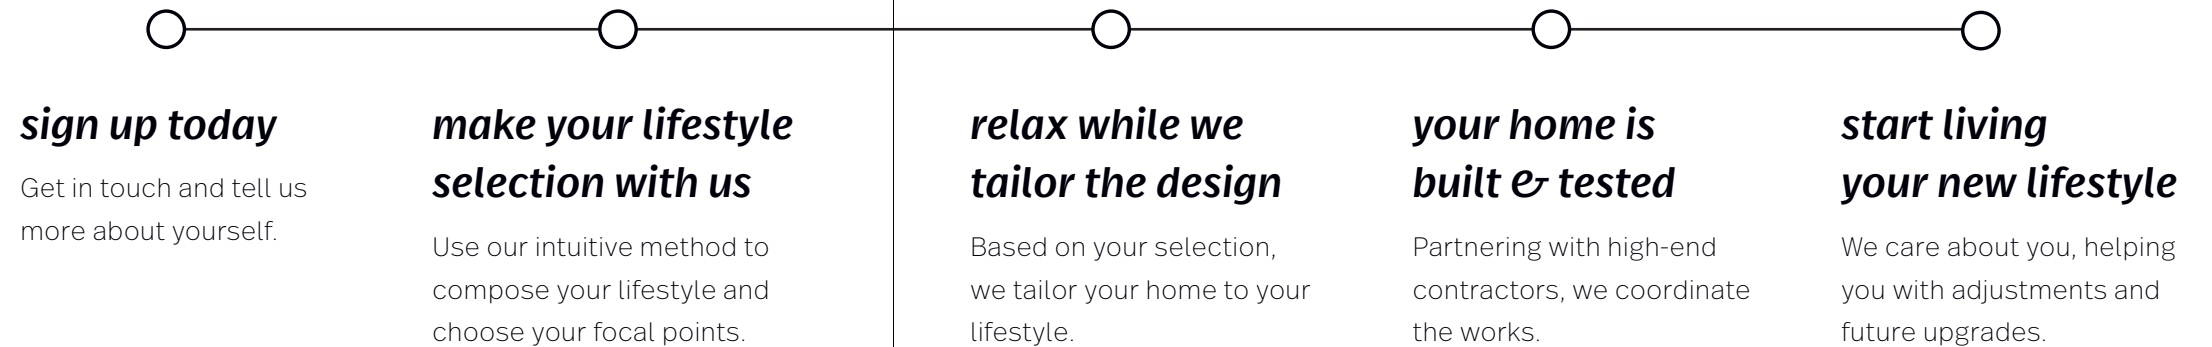 sign up today
Get in touch and tell us
more about yourself.
make your lifestyle
selection with us
Use our intuitive method to
compose your lifestyle and
choose your focal points.
relax while we
tailor the design
Based on your selection,
we tailor your home to your
lifestyle.
your home is
built & tested
Partnering with high-end
contractors, we coordinate
the works.
start living
your new lifestyle
We care about you, helping
you with adjustments and
future upgrades.